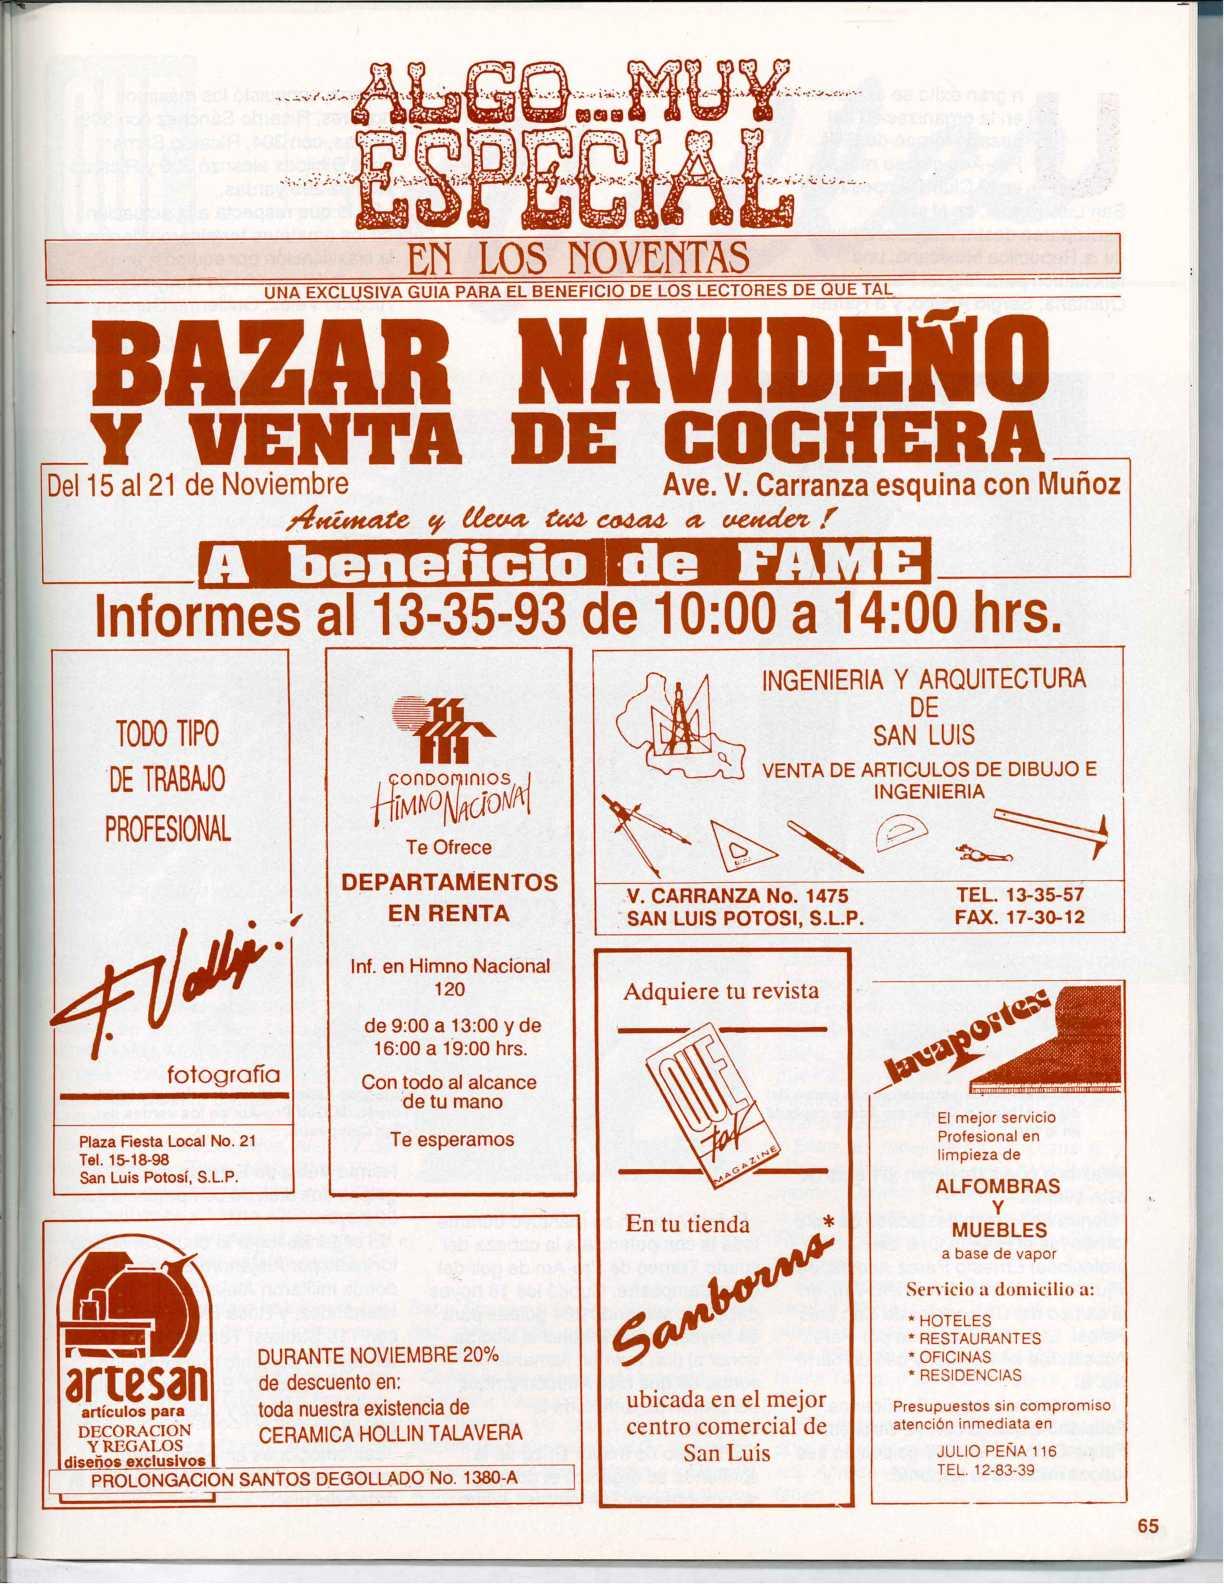 ALGO...MUY
ESPECIAL
EN LOS NOVENTAS
UNA EXCLUSIVA GUIA PARA EL BENEFICIO DE LOS LECTORES DE QUE TAL
BAZAR NAVIDEÑO
Y VENTA DE COCHERA
Del 15 al 21 de Noviembre
Ave. V. Carranza esquina con Muñoz
Anímate y lleva tus cosas a vender!
A beneficio de FAME
Informes al 13-35-93 de 10:00 a 14:00 hrs.
TODO TIPO
DE TRABAJO
PROFESIONAL
F. Vallejo
fotografía
Plaza Fiesta Local No. 21
Tel. 15-18-98
San Luis Potosí, S.L.P.
CONDOMINIOS
HIMNO NACIONAL
Te Ofrece
DEPARTAMENTOS
EN RENTA
Inf. en Himno Nacional
120
de 9:00 a 13:00 y de
16:00 a 19:00 hrs.
Con todo al alcance
de tu mano
Te esperamos
INGENIERIA Y ARQUITECTURA
DE
SAN LUIS
VENTA DE ARTICULOS DE DIBUJO E
INGENIERIA
V. CARRANZA No. 1475
SAN LUIS POTOSI, S.L.P.
TEL. 13-35-57
FAX. 17-30-12
Adquiere tu revista
QUE
tal
MAGAZINE
En tu tienda
Sanborns*
ubicada en el mejor
centro comercial de
San Luis
lavaportex
El mejor servicio
Profesional en
limpieza de
ALFOMBRAS
Y
MUEBLES
a base de vapor
Servicio a domicilio a:
* HOTELES
* RESTAURANTES
* OFICINAS
* RESIDENCIAS
Presupuestos sin compromiso
atención inmediata en
JULIO PEÑA 116
TEL. 12-83-39
artesan
artículos para
DECORACION
Y REGALOS
diseños exclusivos
DURANTE NOVIEMBRE 20%
de descuento en:
toda nuestra existencia de
CERAMICA HOLLIN TALAVERA
PROLONGACION SANTOS DEGOLLADO No. 1380-A
65